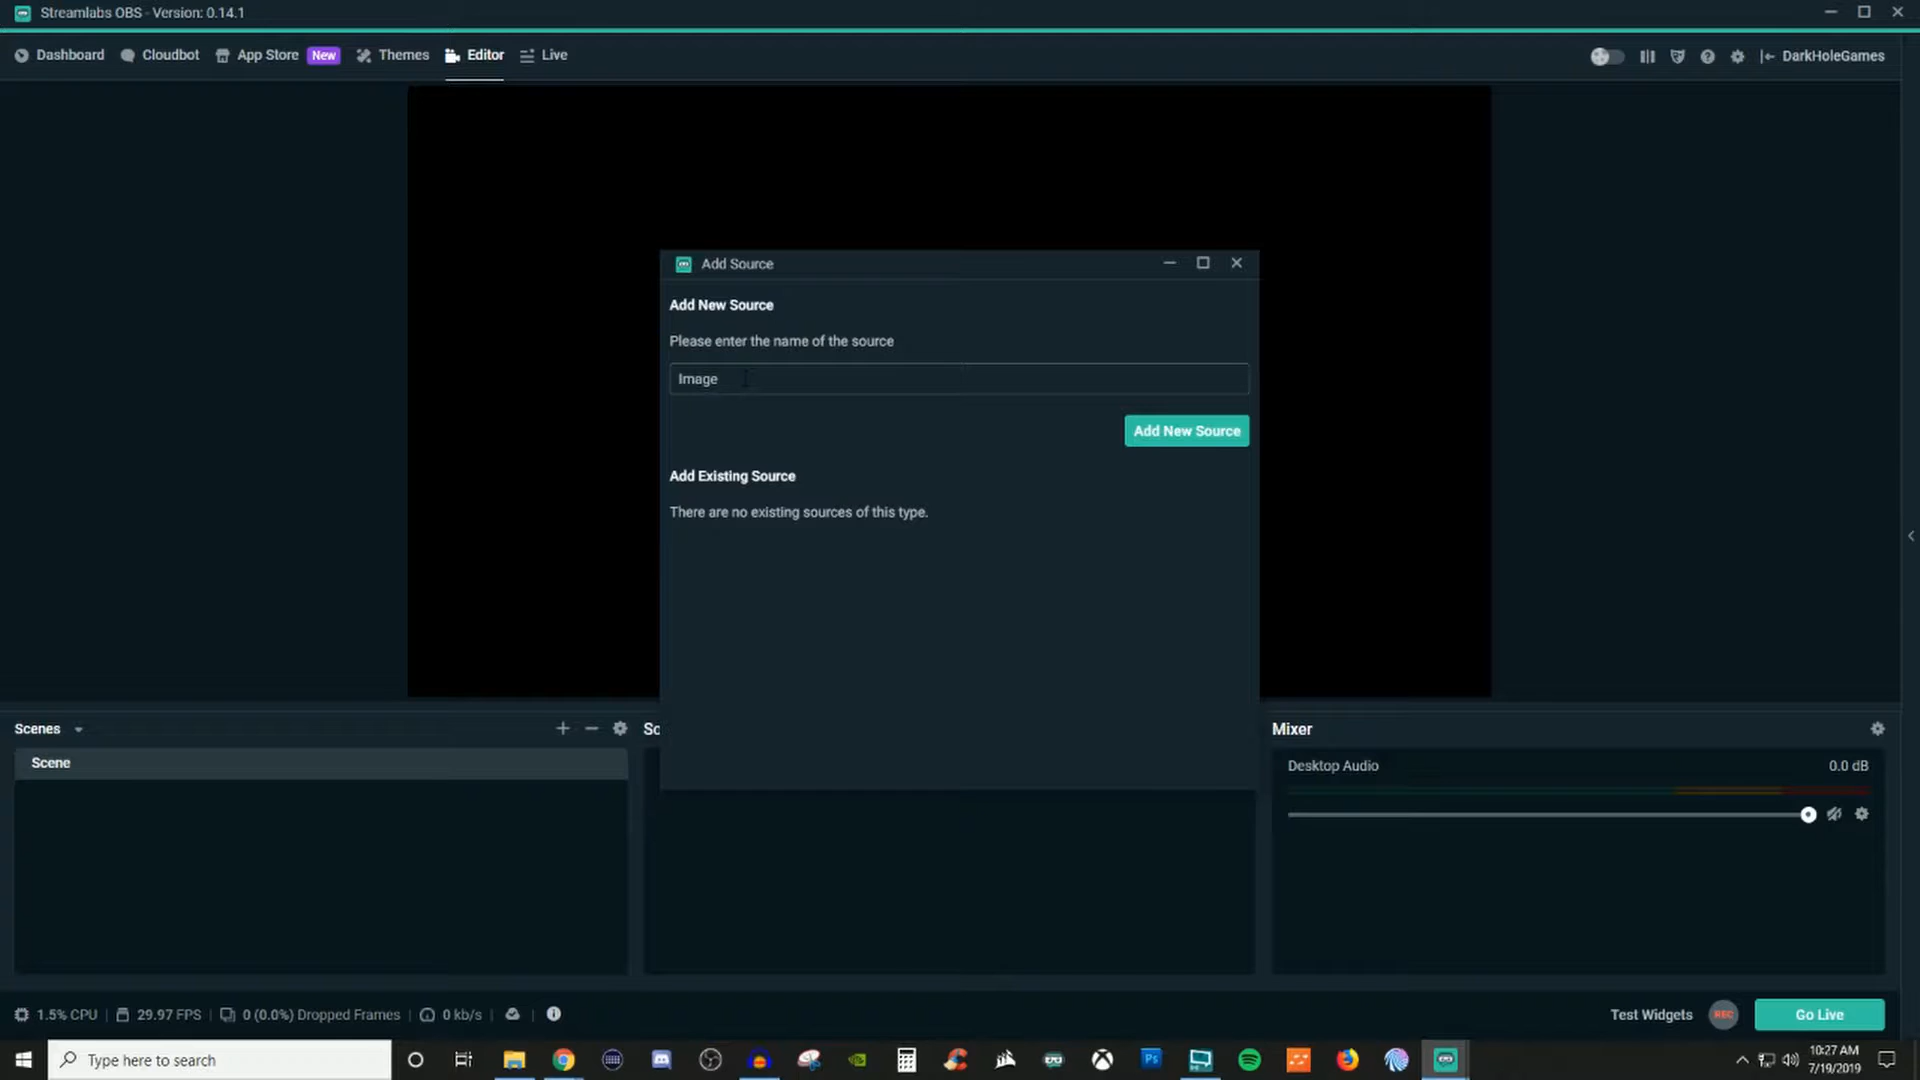 Streamlabs OBS - Version: 0.14.1
Dashboard Cloudbot App Store New Themes Editor Live DarkHoleGames
Add Source
Add New Source
Please enter the name of the source
Image
Add New Source
Add Existing Source
There are no existing sources of this type.
Scenes
So
Mixer
Scene
Desktop Audio 0.0 dB
1.5% CPU 29.97 FPS 0 (0.0%) Dropped Frames 0 kb/s Test Widgets REC Go Live
Type here to search
Ps
10:27 AM
7/19/2019